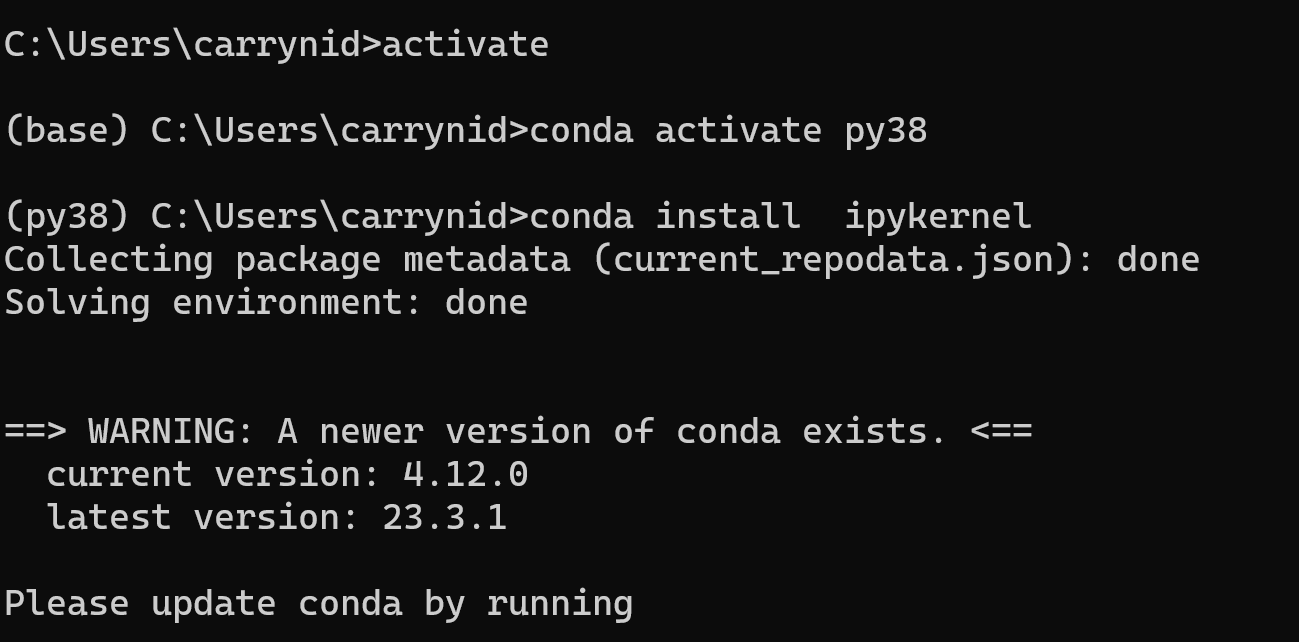 C:\Users\carrynid>activate
(base) C:\Users\carrynid>conda activate py38
(py38) C:\Users\carrynid>conda install  ipykernel
Collecting package metadata (current_repodata.json): done
Solving environment: done
==> WARNING: A newer version of conda exists. <==
  current version: 4.12.0
  latest version: 23.3.1
Please update conda by running